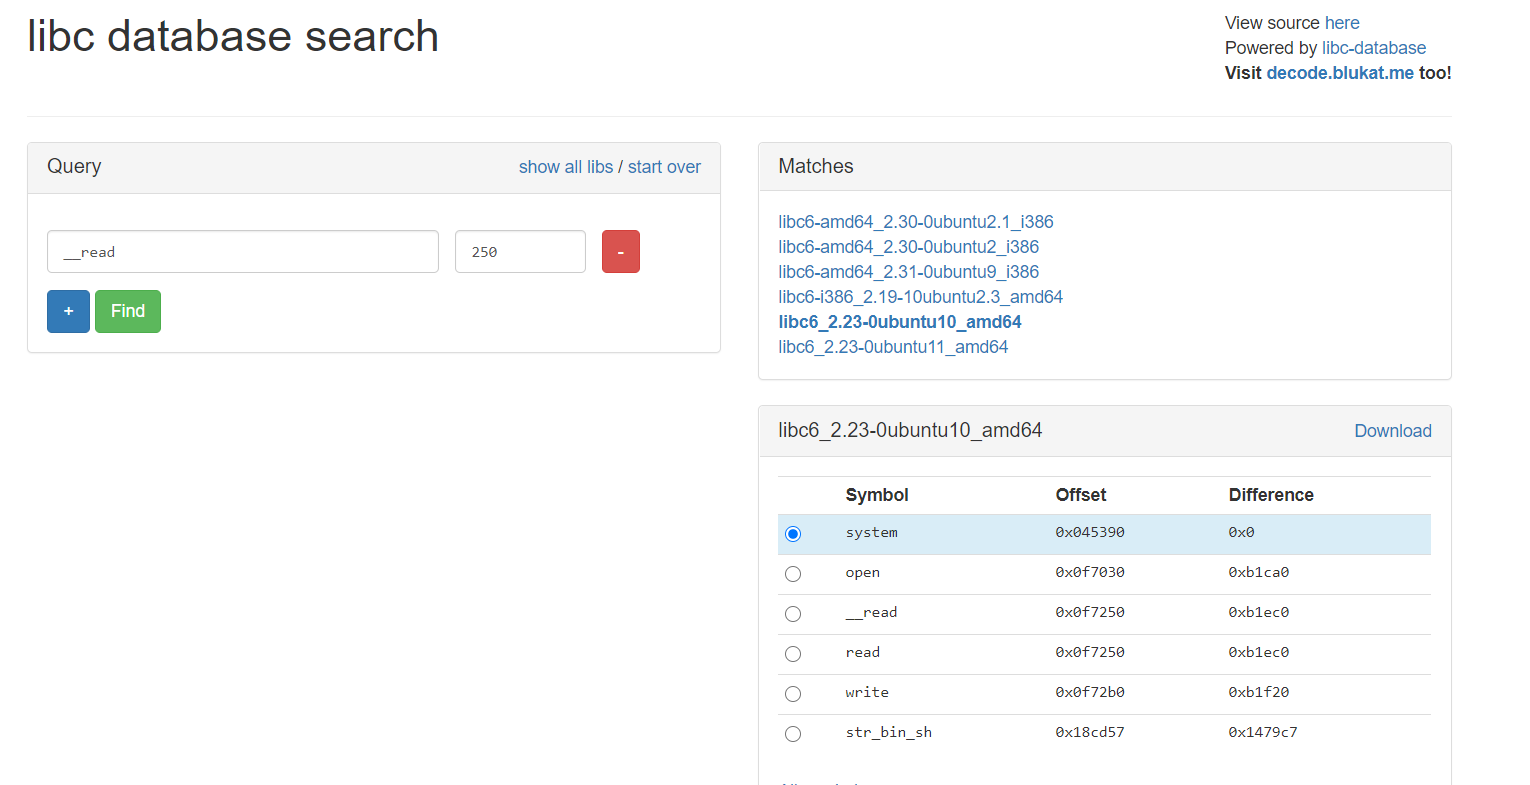 libc database search
View source here
Powered by libc-database
Visit decode.blukat.me too!
Query show all libs / start over
__read 250 -
+ Find
Matches
libc6-amd64_2.30-0ubuntu2.1_i386
libc6-amd64_2.30-0ubuntu2_i386
libc6-amd64_2.31-0ubuntu9_i386
libc6-i386_2.19-10ubuntu2.3_amd64
libc6_2.23-0ubuntu10_amd64
libc6_2.23-0ubuntu11_amd64
libc6_2.23-0ubuntu10_amd64 Download
Symbol Offset Difference
system 0x045390 0x0
open 0x0f7030 0xb1ca0
__read 0x0f7250 0xb1ec0
read 0x0f7250 0xb1ec0
write 0x0f72b0 0xb1f20
str_bin_sh 0x18cd57 0x1479c7